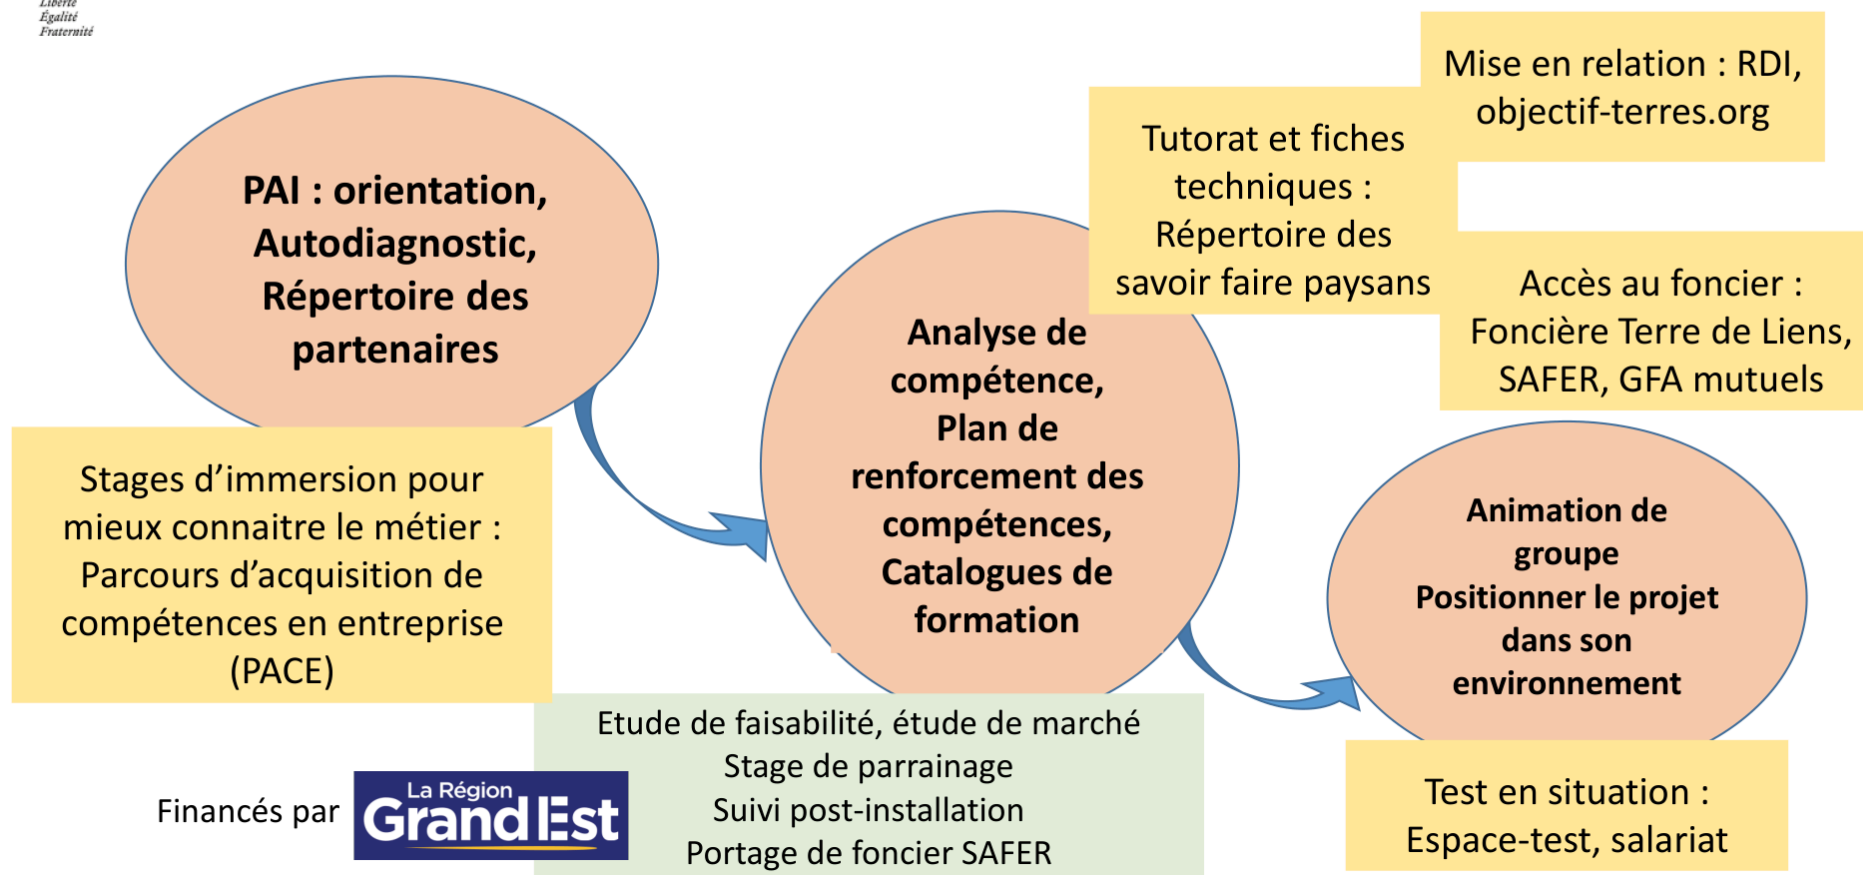 Liberté
Égalité
Fraternité
PAI : orientation,
Autodiagnostic,
Répertoire des
partenaires
Stages d’immersion pour
mieux connaitre le métier :
Parcours d’acquisition de
compétences en entreprise
(PACE)
Analyse de
compétence,
Plan de
renforcement des
compétences,
Catalogues de
formation
Tutorat et fiches
techniques :
Répertoire des
savoir faire paysans
Mise en relation : RDI,
objectif-terres.org
Accès au foncier :
Foncière Terre de Liens,
SAFER, GFA mutuels
Animation de
groupe
Positionner le projet
dans son
environnement
Test en situation :
Espace-test, salariat
Financés par
La Région
Grand Est
Etude de faisabilité, étude de marché
Stage de parrainage
Suivi post-installation
Portage de foncier SAFER